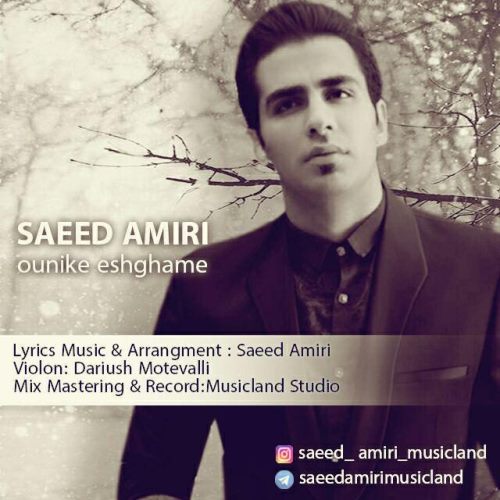 SAEED AMIRI
ounike eshghame
Lyrics Music & Arrangment : Saeed Amiri
Violon: Dariush Motevalli
Mix Mastering & Record:Musicland Studio
saeed_ amiri_musicland
saeedamirimusicland